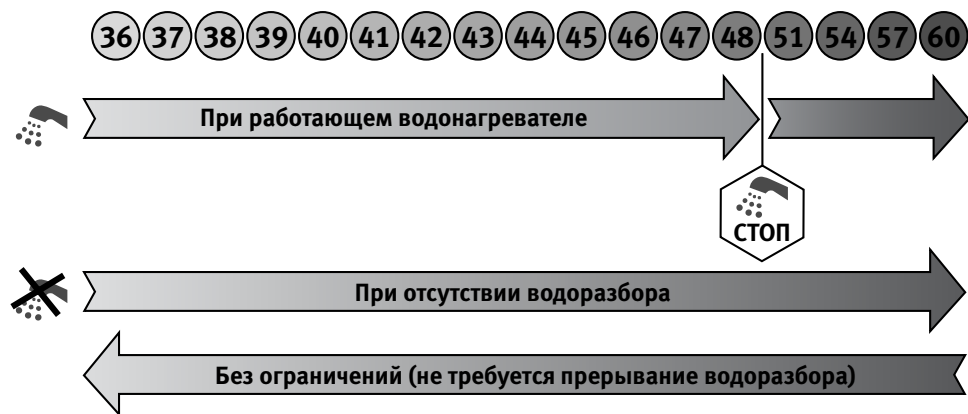 36 37 38 39 40 41 42 43 44 45 46 47 48 51 54 57 60
При работающем водонагревателе
СТОП
При отсутствии водоразбора
Без ограничений (не требуется прерывание водоразбора)